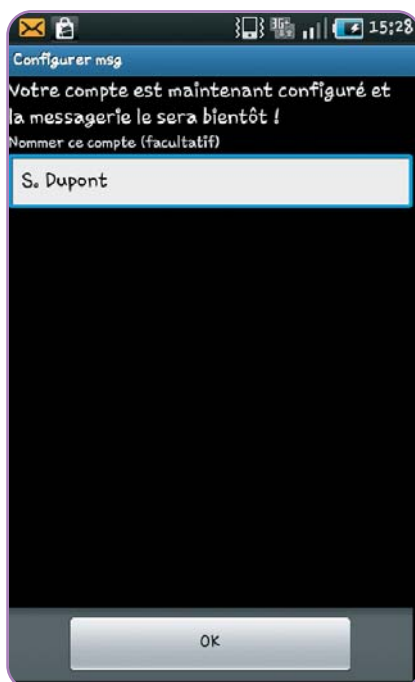 3G+ 15:28
Configurer msg
Votre compte est maintenant configuré et
la messagerie le sera bientôt !
Nommer ce compte (facultatif)
S. Dupont
OK